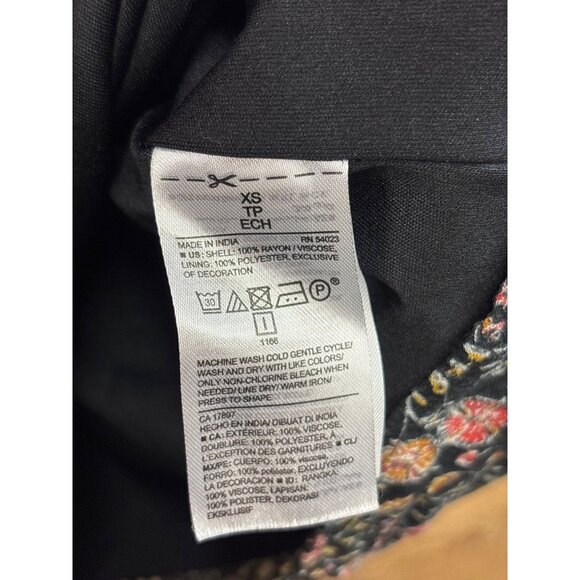 XS
TP
ECH
MADE IN INDIA RN 54023
■ US: SHELL: 100% RAYON / VISCOSE,
LINING: 100% POLYESTER, EXCLUSIVE
OF DECORATION
30 P
I
1166
MACHINE WASH COLD GENTLE CYCLE/
WASH AND DRY WITH LIKE COLORS/
ONLY NON-CHLORINE BLEACH WHEN
NEEDED/ LINE DRY/ WARM IRON/
PRESS TO SHAPE/
CA 17897
HECHO EN INDIA/ DIBUAT DI INDIA
■ CA: EXTÉRIEUR: 100% VISCOSE,
DOUBLURE: 100% POLYESTER, À
L'EXCEPTION DES GARNITURES ■ CL/
MX/PE: CUERPO: 100% viscosa,
FORRO: 100% poliéster, EXCLUYENDO
LA DECORACION ■ ID: RANGKA:
100% VISCOSE, LAPISAN:
100% POLISTER, DEKORASI
EKSKLUSIF